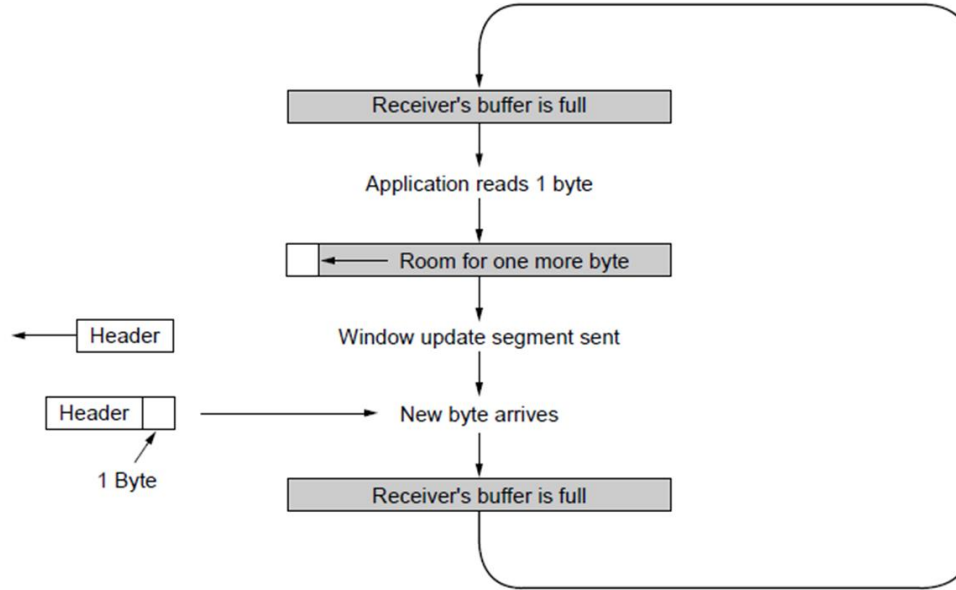 Receiver's buffer is full
Application reads 1 byte
Room for one more byte
Header
Window update segment sent
Header
New byte arrives
1 Byte
Receiver's buffer is full